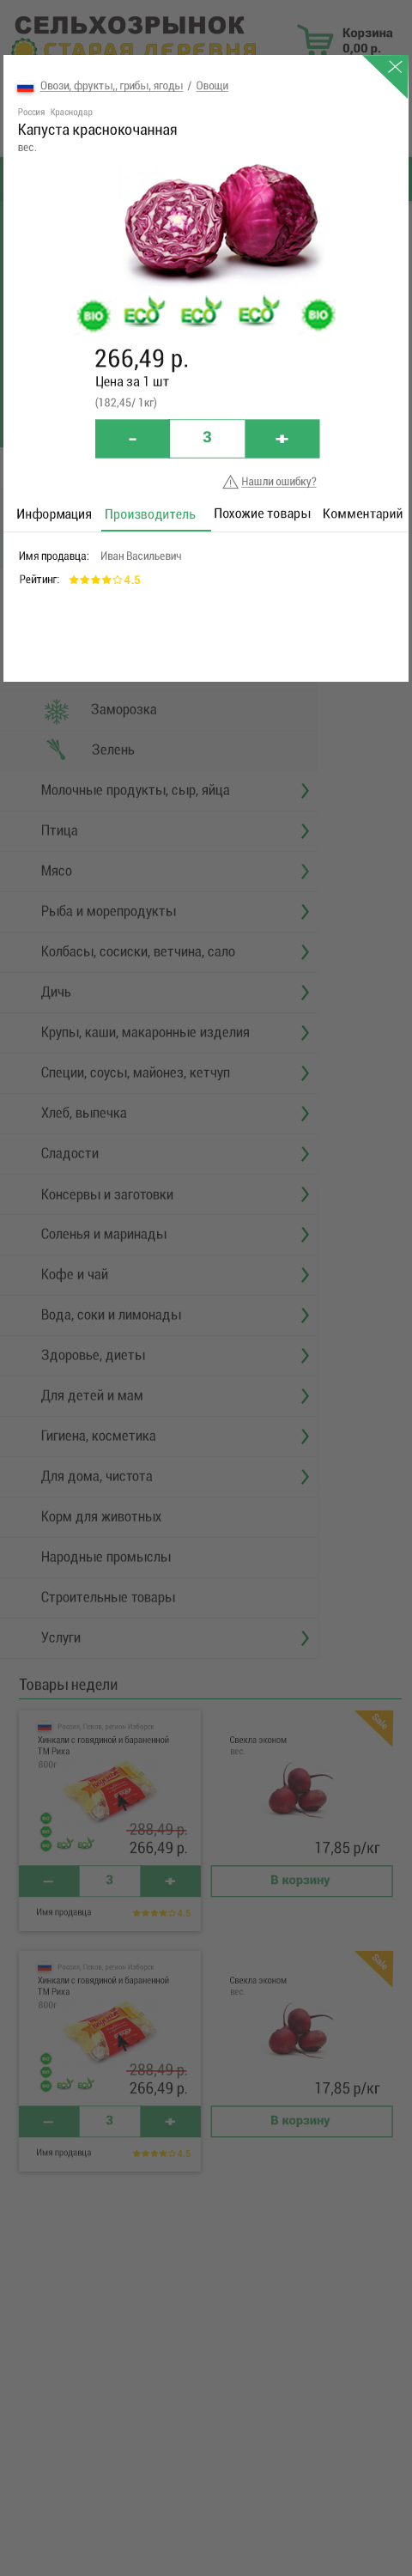 СЕЛЬХОЗРЫНОК
СТАРАЯ ДЕРЕВНЯ
Корзина
0,00 р.
Овози, фрукты,, грибы, ягоды / Овощи
Россия Краснодар
Капуста краснокочанная
вес.
BIO ECO ECO ECO BIO
266,49 р.
Цена за 1 шт
(182,45/ 1кг)
- 3 +
Нашли ошибку?
Информация Производитель Похожие товары Комментарий
Имя продавца: Иван Васильевич
Рейтинг: 4.5
Заморозка
Зелень
Молочные продукты, сыр, яйца
Птица
Мясо
Рыба и морепродукты
Колбасы, сосиски, ветчина, сало
Дичь
Крупы, каши, макаронные изделия
Специи, соусы, майонез, кетчуп
Хлеб, выпечка
Сладости
Консервы и заготовки
Соленья и маринады
Кофе и чай
Вода, соки и лимонады
Здоровье, диеты
Для детей и мам
Гигиена, косметика
Для дома, чистота
Корм для животных
Народные промыслы
Строительные товары
Услуги
Товары недели
Россия, Псков, регион Изборск
Хинкали с говядиной и бараненной
ТМ Риха
800г.
288,49 р.
266,49 р.
- 3 +
Имя продавца 4.5
Sale
Свекла эконом
вес
17,85 р/кг
В корзину
Россия, Псков, регион Изборск
Хинкали с говядиной и бараненной
ТМ Риха
800г.
288,49 р.
266,49 р.
- 3 +
Имя продавца 4.5
Sale
Свекла эконом
вес
17,85 р/кг
В корзину